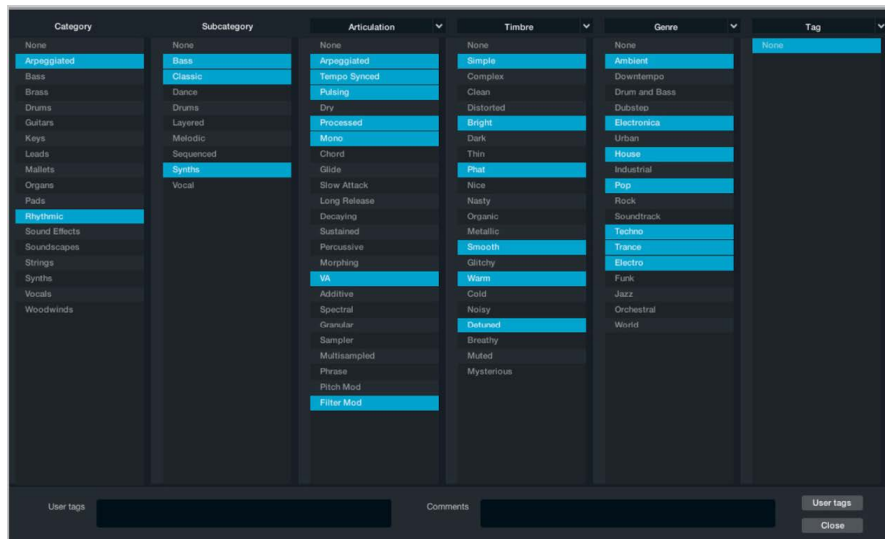 Category
None
Arpeggiated
Bass
Brass
Drums
Guitars
Keys
Leads
Mallets
Organs
Pads
Rhythmic
Sound Effects
Soundscapes
Strings
Synths
Vocals
Woodwinds
Subcategory
None
Bass
Classic
Dance
Drums
Layered
Melodic
Sequenced
Synths
Vocal
Articulation
None
Arpeggiated
Tempo Synced
Pulsing
Dry
Processed
Mono
Chord
Glide
Slow Attack
Long Release
Decaying
Sustained
Percussive
Morphing
VA
Additive
Spectral
Granular
Sampler
Multisampled
Phrase
Pitch Mod
Filter Mod
Timbre
None
Simple
Complex
Clean
Distorted
Bright
Dark
Thin
Phat
Nice
Nasty
Organic
Metallic
Smooth
Glitchy
Warm
Cold
Noisy
Detuned
Breathy
Muted
Mysterious
Genre
None
Ambient
Downtempo
Drum and Bass
Dubstep
Electronica
Urban
House
Industrial
Pop
Rock
Soundtrack
Techno
Trance
Electro
Funk
Jazz
Orchestral
World
Tag
None
User tags
Comments
User tags
Close